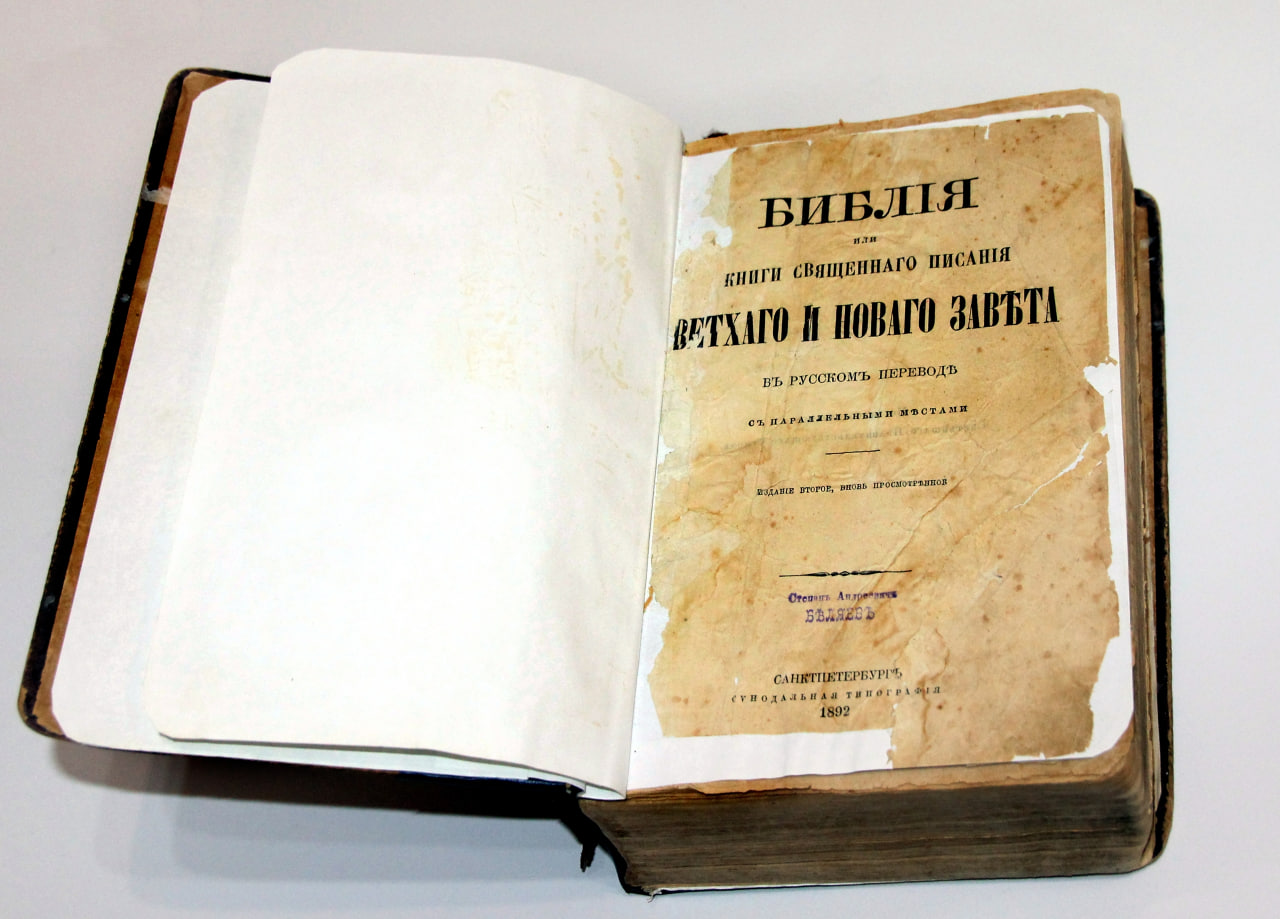 БИБЛІЯ
ИЛИ
КНИГИ СВЯЩЕННАГО ПИСАНІЯ
ВЕТХАГО И НОВАГО ЗАВѢТА
ВЪ РУССКОМЪ ПЕРЕВОДѢ
СЪ ПАРАЛЛЕЛЬНЫМИ МѢСТАМИ
ИЗДАНІЕ ВТОРОЕ, ВНОВЬ ПРОСМОТРѢННОЕ
Степанъ Андреевичъ
БѢЛЯЕВЪ
САНКТПЕТЕРБУРГЪ
СѴНОДАЛЬНАЯ ТИПОГРАФІЯ
1892